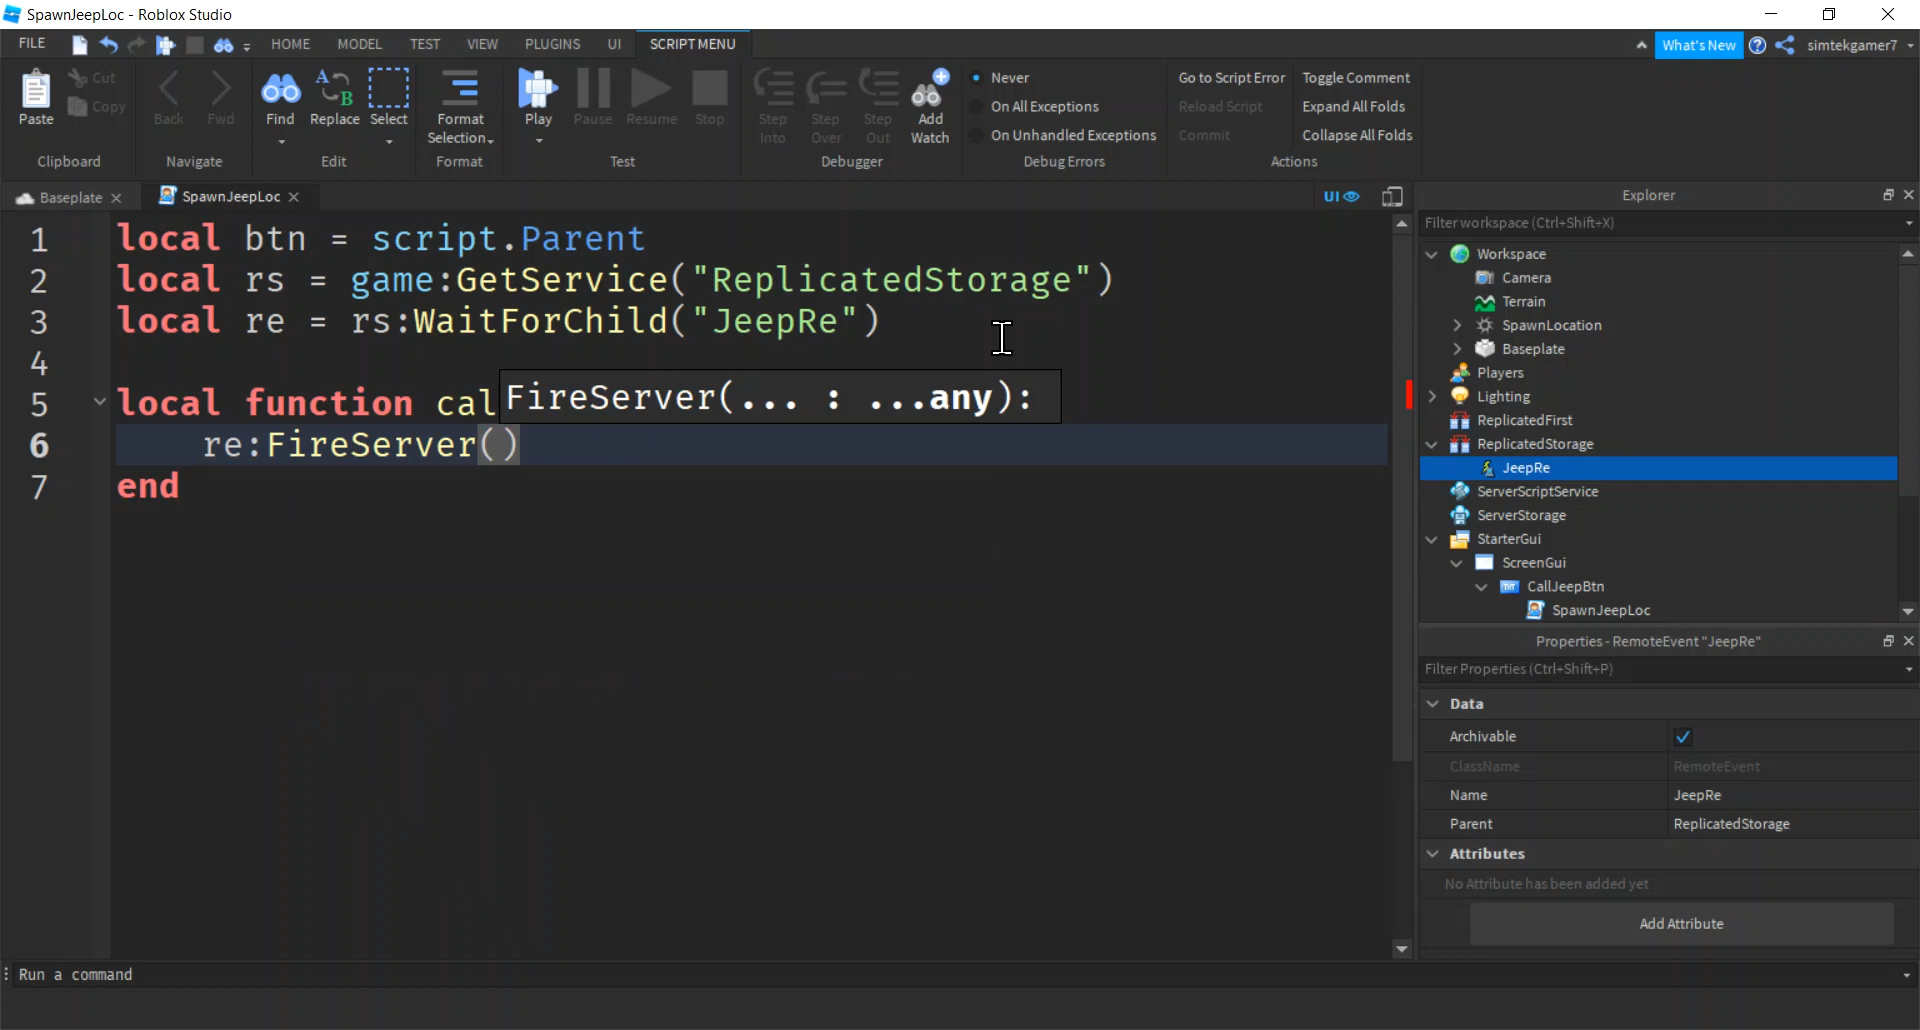 SpawnJeepLoc - Roblox Studio
FILE HOME MODEL TEST VIEW PLUGINS UI SCRIPT MENU What's New simtekgamer7
Paste Cut Copy Back Fwd Find Replace Select Format Selection Play Pause Resume Stop Step Into Step Over Step Out Add Watch
Never Go to Script Error Toggle Comment
On All Exceptions Reload Script Expand All Folds
On Unhandled Exceptions Commit Collapse All Folds
Clipboard Navigate Edit Format Test Debugger Debug Errors Actions
Baseplate SpawnJeepLoc UI
1 local btn = script.Parent
2 local rs = game:GetService("ReplicatedStorage")
3 local re = rs:WaitForChild("JeepRe")
4
5 local function cal
FireServer(... : ...any):
6 re:FireServer()
7 end
Explorer
Filter workspace (Ctrl+Shift+X)
Workspace
Camera
Terrain
SpawnLocation
Baseplate
Players
Lighting
ReplicatedFirst
ReplicatedStorage
JeepRe
ServerScriptService
ServerStorage
StarterGui
ScreenGui
CallJeepBtn
SpawnJeepLoc
Properties - RemoteEvent "JeepRe"
Filter Properties (Ctrl+Shift+P)
Data
Archivable
ClassName RemoteEvent
Name JeepRe
Parent ReplicatedStorage
Attributes
No Attribute has been added yet
Add Attribute
Run a command